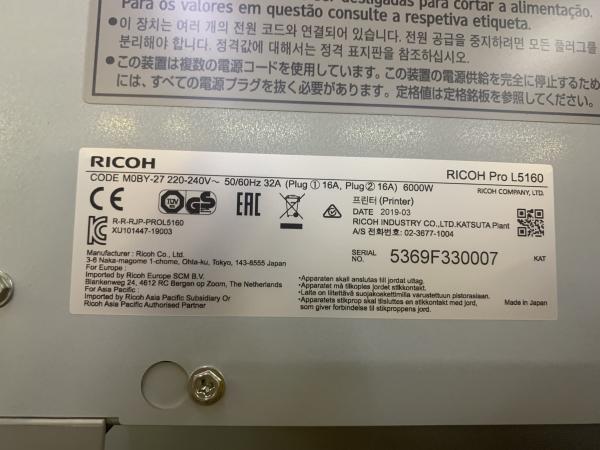 ser desligadas para cortar a alimentação.
Para os valores em questão consulte a respetiva etiqueta.
●이 장치는 여러 개의 전원 코드와 연결되어 있습니다. 전원 공급을 중지하려면 모든 플러그를
분리해야 합니다. 정격값에 대해서는 정격 표지판을 참조하십시오.
●この装置は複数の電源コードを使用しています。この装置の電源供給を完全に停止するため
には、すべての電源プラグを抜く必要があります。定格値は定格銘板を参照してください。
RICOH
RICOH Pro L5160
CODE M0BY-27 220-240V～ 50/60Hz 32A (Plug ① 16A, Plug ② 16A) 6000W
RICOH COMPANY, LTD.
CE
TÜV
GS
EAC
프린터 (Printer)
DATE 2019-03
RICOH INDUSTRY CO.,LTD.KATSUTA Plant
A/S 전화번호: 02-3677-1004
R-R-RJP-PROL5160
XU101447-19003
SERIAL NO. 5369F330007 KAT
Manufacturer : Ricoh Co., Ltd.
3-6 Naka-magome 1-chome, Ohta-ku, Tokyo, 143-8555 Japan
For Europe :
Imported by Ricoh Europe SCM B.V.
Blankenweg 24, 4612 RC Bergen op Zoom, The Netherlands
For Asia Pacific :
Imported by Ricoh Asia Pacific Subsidiary Or
Ricoh Asia Pacific Authorised Partner
•Apparaten skall anslutas till jordat uttag.
•Apparatet må tilkoples jordet stikkontakt.
•Laite on liitettävä suojakoskettimilla varustettuun pistorasiaan.
•Apparatets stikprop skal tilsluttes en stikkontakt med jord,
som giver forbindelse til stikproppens jord.
Made in Japan